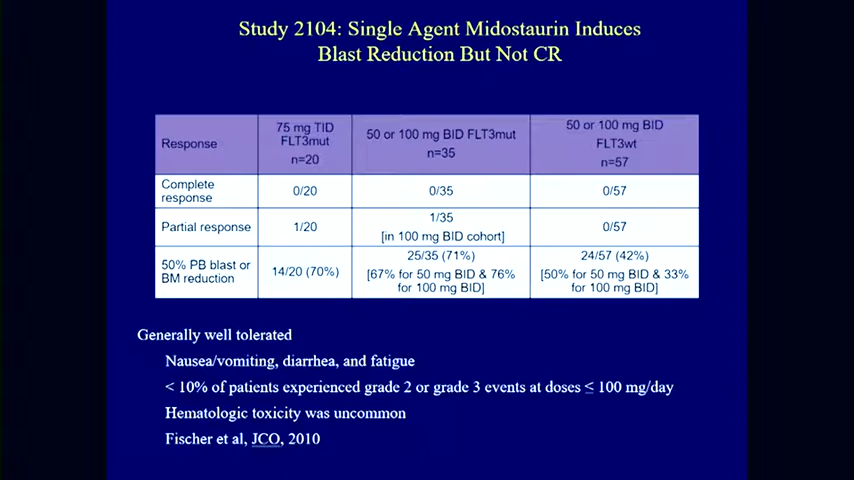 Study 2104: Single Agent Midostaurin Induces
Blast Reduction But Not CR
Response
75 mg TID
FLT3mut
n=20
50 or 100 mg BID FLT3mut
n=35
50 or 100 mg BID
FLT3wt
n=57
Complete
response
0/20
0/35
0/57
Partial response
1/20
1/35
[in 100 mg BID cohort]
0/57
50% PB blast or
BM reduction
14/20 (70%)
25/35 (71%)
[67% for 50 mg BID & 76%
for 100 mg BID]
24/57 (42%)
[50% for 50 mg BID & 33%
for 100 mg BID]
Generally well tolerated
Nausea/vomiting, diarrhea, and fatigue
< 10% of patients experienced grade 2 or grade 3 events at doses ≤ 100 mg/day
Hematologic toxicity was uncommon
Fischer et al, JCO, 2010